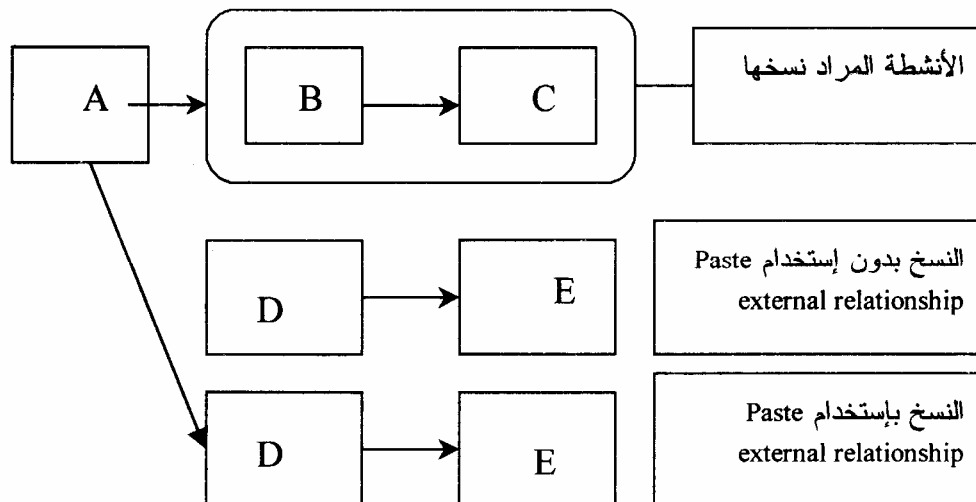 A
B
C
الأنشطة المراد نسخها
D
E
النسخ بدون إستخدام Paste
external relationship
D
E
النسخ بإستخدام Paste
external relationship